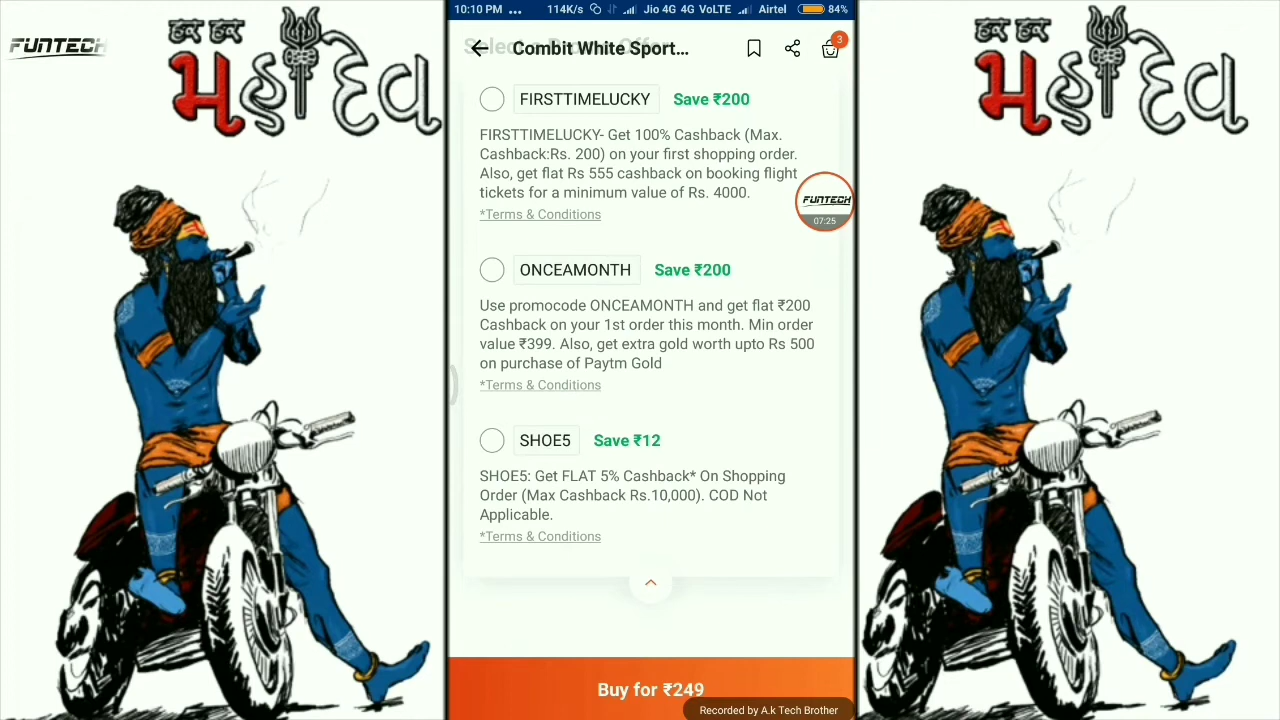 FUNTECH
હર હર
મહાદેવ
10:10 PM ... 114K/s Jio 4G 4G VoLTE Airtel 84%
Combit White Sport...
3
FIRSTTIMELUCKY Save ₹200
FIRSTTIMELUCKY- Get 100% Cashback (Max.
Cashback:Rs. 200) on your first shopping order.
Also, get flat Rs 555 cashback on booking flight
tickets for a minimum value of Rs. 4000.
*Terms & Conditions
FUNTECH
07:25
ONCEAMONTH Save ₹200
Use promocode ONCEAMONTH and get flat ₹200
Cashback on your 1st order this month. Min order
value ₹399. Also, get extra gold worth upto Rs 500
on purchase of Paytm Gold
*Terms & Conditions
SHOE5 Save ₹12
SHOE5: Get FLAT 5% Cashback* On Shopping
Order (Max Cashback Rs.10,000). COD Not
Applicable.
*Terms & Conditions
Buy for ₹249
Recorded by A.k Tech Brother
હર હર
મહાદેવ